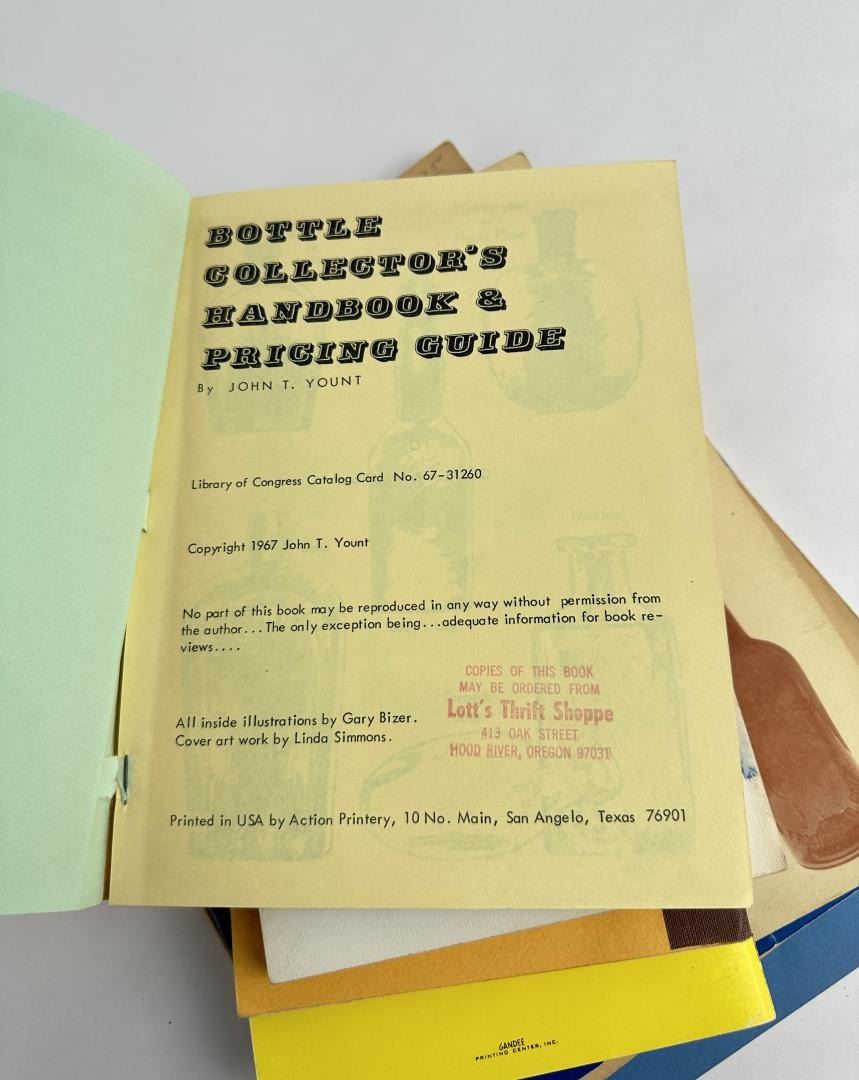 BOTTLE
COLLECTOR'S
HANDBOOK &
PRICING GUIDE
By JOHN T. YOUNT
Library of Congress Catalog Card No. 67-31260
Copyright 1967 John T. Yount
No part of this book may be reproduced in any way without permission from
the author...The only exception being...adequate information for book re-
views....
COPIES OF THIS BOOK
MAY BE ORDERED FROM
Lott's Thrift Shoppe
413 OAK STREET
HOOD RIVER, OREGON 97031
All inside illustrations by Gary Bizer.
Cover art work by Linda Simmons.
Printed in USA by Action Printery, 10 No. Main, San Angelo, Texas 76901
GANDEE
PRINTING CENTER, INC.